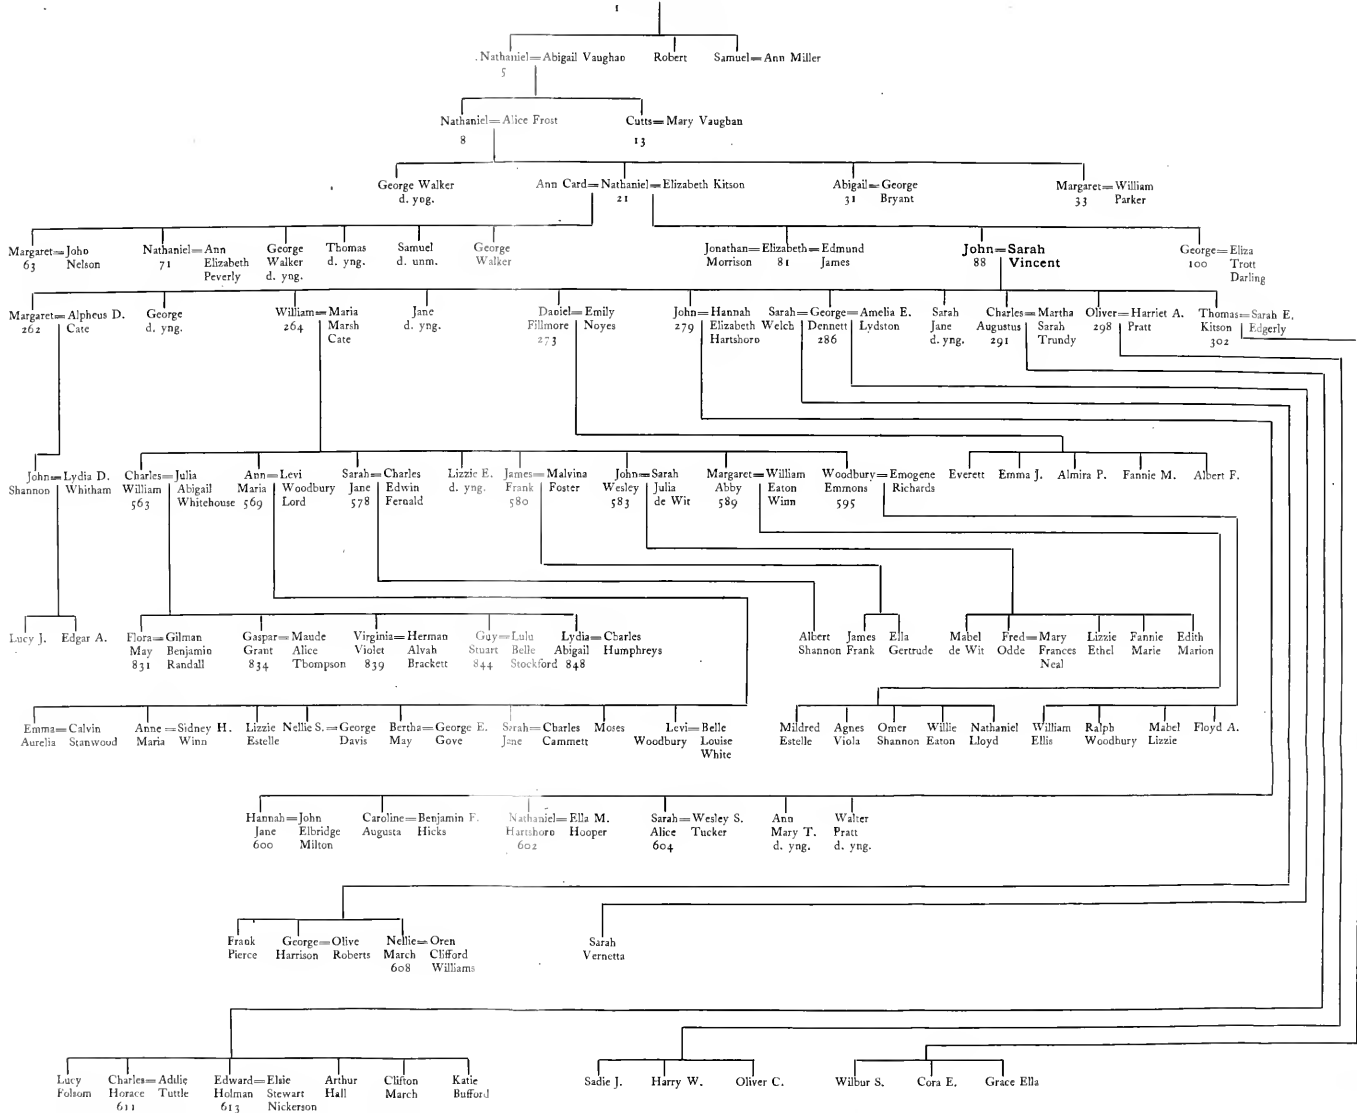 1
Nathaniel=Abigail Vaughan Robert Samuel=Ann Miller
5
Nathaniel=Alice Frost Cutts=Mary Vaughan
8 13
George Walker Ann Card=Nathaniel=Elizabeth Kitson Abigail=George Margaret=William
d. yng. 21 31 Bryant 33 Parker
Margaret=John Nathaniel=Ann George Thomas Samuel George Jonathan=Elizabeth=Edmund John=Sarah George=Eliza
63 Nelson 71 Elizabeth Walker d. yng. d. unm. Walker Morrison 81 James 88 Vincent 100 Trott
Peverly d. yng. Darling
Margaret=Alpheus D. George William=Maria Jane Daniel=Emily John=Hannah Sarah=George=Amelia E. Sarah Charles=Martha Oliver=Harriet A. Thomas=Sarah E.
262 Cate d. yng. 264 Marsh d. yng. Fillmore Noyes 279 Elizabeth Welch Dennett Lydston Jane Augustus Sarah 298 Pratt Kitson Edgerly
Cate 273 Hartshorn 286 d. yng. 291 Trundy 302
John=Lydia D. Charles=Julia Ann=Levi Sarah=Charles Lizzie E. James=Malvina John=Sarah Margaret=William Woodbury=Emogene Everett Emma J. Almira P. Fannie M. Albert F.
Shannon Whitham William Abigail Maria Woodbury Jane Edwin d. yng. Frank Foster Wesley Julia Abby Eaton Emmons Richards
563 Whitehouse 569 Lord 578 Fernald 580 583 de Wit 589 Winn 595
Lucy J. Edgar A. Flora=Gilman Gaspar=Maude Virginia=Herman Guy=Lulu Lydia=Charles Albert James Ella Mabel Fred=Mary Lizzie Fannie Edith
May Benjamin Grant Alice Violet Alvah Stuart Belle Abigail Humphreys Shannon Frank Gertrude de Wit Odde Frances Ethel Marie Marion
831 Randall 834 Thompson 839 Brackett 844 Stockford 848 Neal
Emma=Calvin Anne=Sidney H. Lizzie Nellie S.=George Bertha=George E. Sarah=Charles Moses Levi=Belle Mildred Agnes Omer Willie Nathaniel William Ralph Mabel Floyd A.
Aurelia Stanwood Maria Winn Estelle Davis May Gove Jane Cammett Woodbury Louise Estelle Viola Shannon Eaton Lloyd Ellis Woodbury Lizzie
White
Hannah=John Caroline=Benjamin F. Nathaniel=Ella M. Sarah=Wesley S. Ann Walter
Jane Elbridge Augusta Hicks Hartshorn Hooper Alice Tucker Mary T. Pratt
600 Milton 602 604 d. yng. d. yng.
Frank George=Olive Nellie=Oren Sarah
Pierce Harrison Roberts March Clifford Vernetta
608 Williams
Lucy Charles=Addie Edward=Elsie Arthur Clifton Katie Sadie J. Harry W. Oliver C. Wilbur S. Cora E. Grace Ella
Folsom Horace Tuttle Holman Stewart Hall March Bufford
611 613 Nickerson